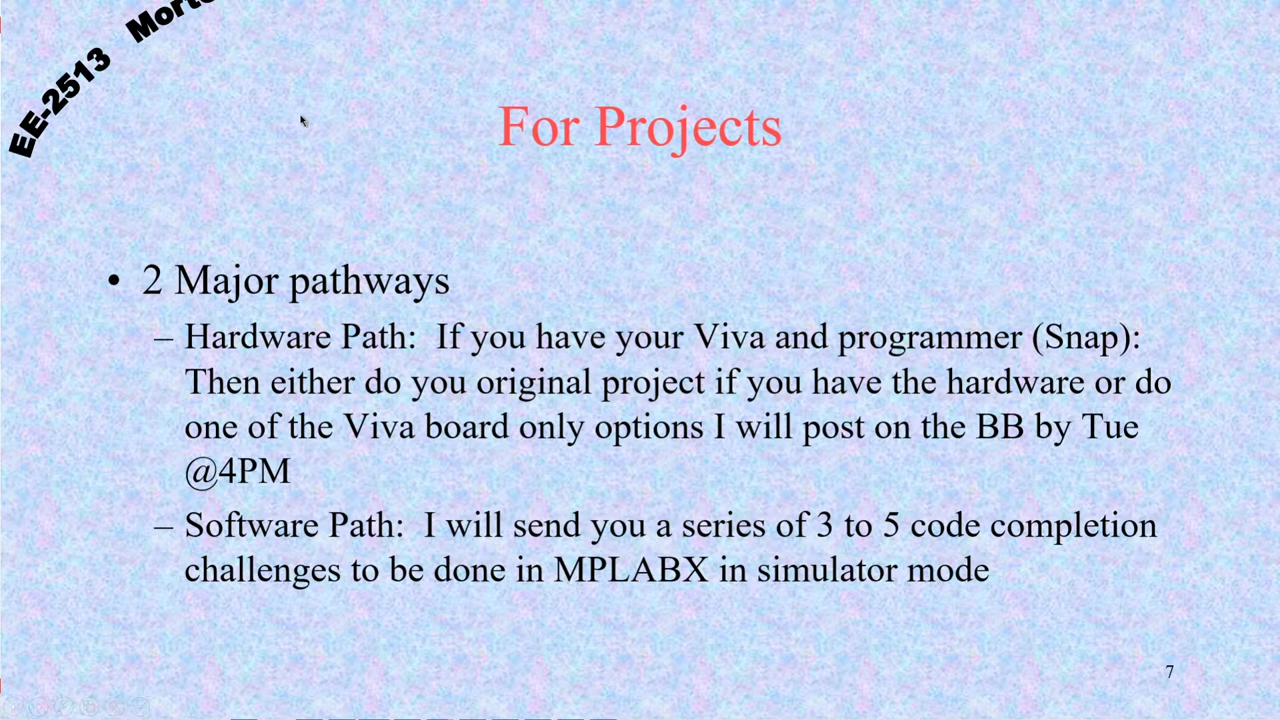 EE-2513
For Projects
• 2 Major pathways
– Hardware Path: If you have your Viva and programmer (Snap):
Then either do you original project if you have the hardware or do
one of the Viva board only options I will post on the BB by Tue
@4PM
– Software Path: I will send you a series of 3 to 5 code completion
challenges to be done in MPLABX in simulator mode
7